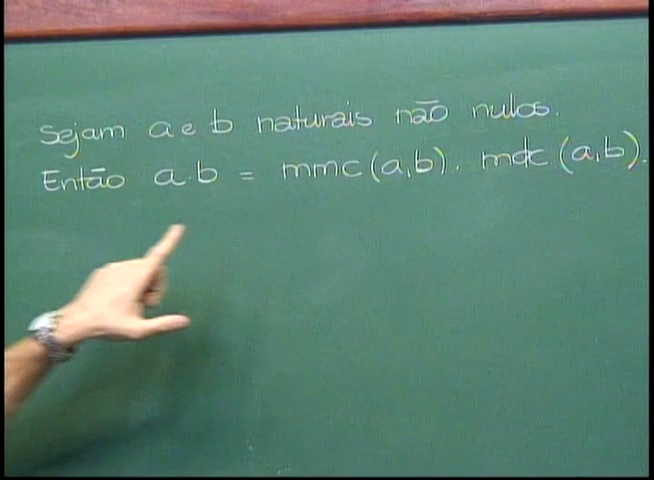 Sejam a e b naturais não nulos.
Então a.b = mmc (a,b). mdc (a,b).